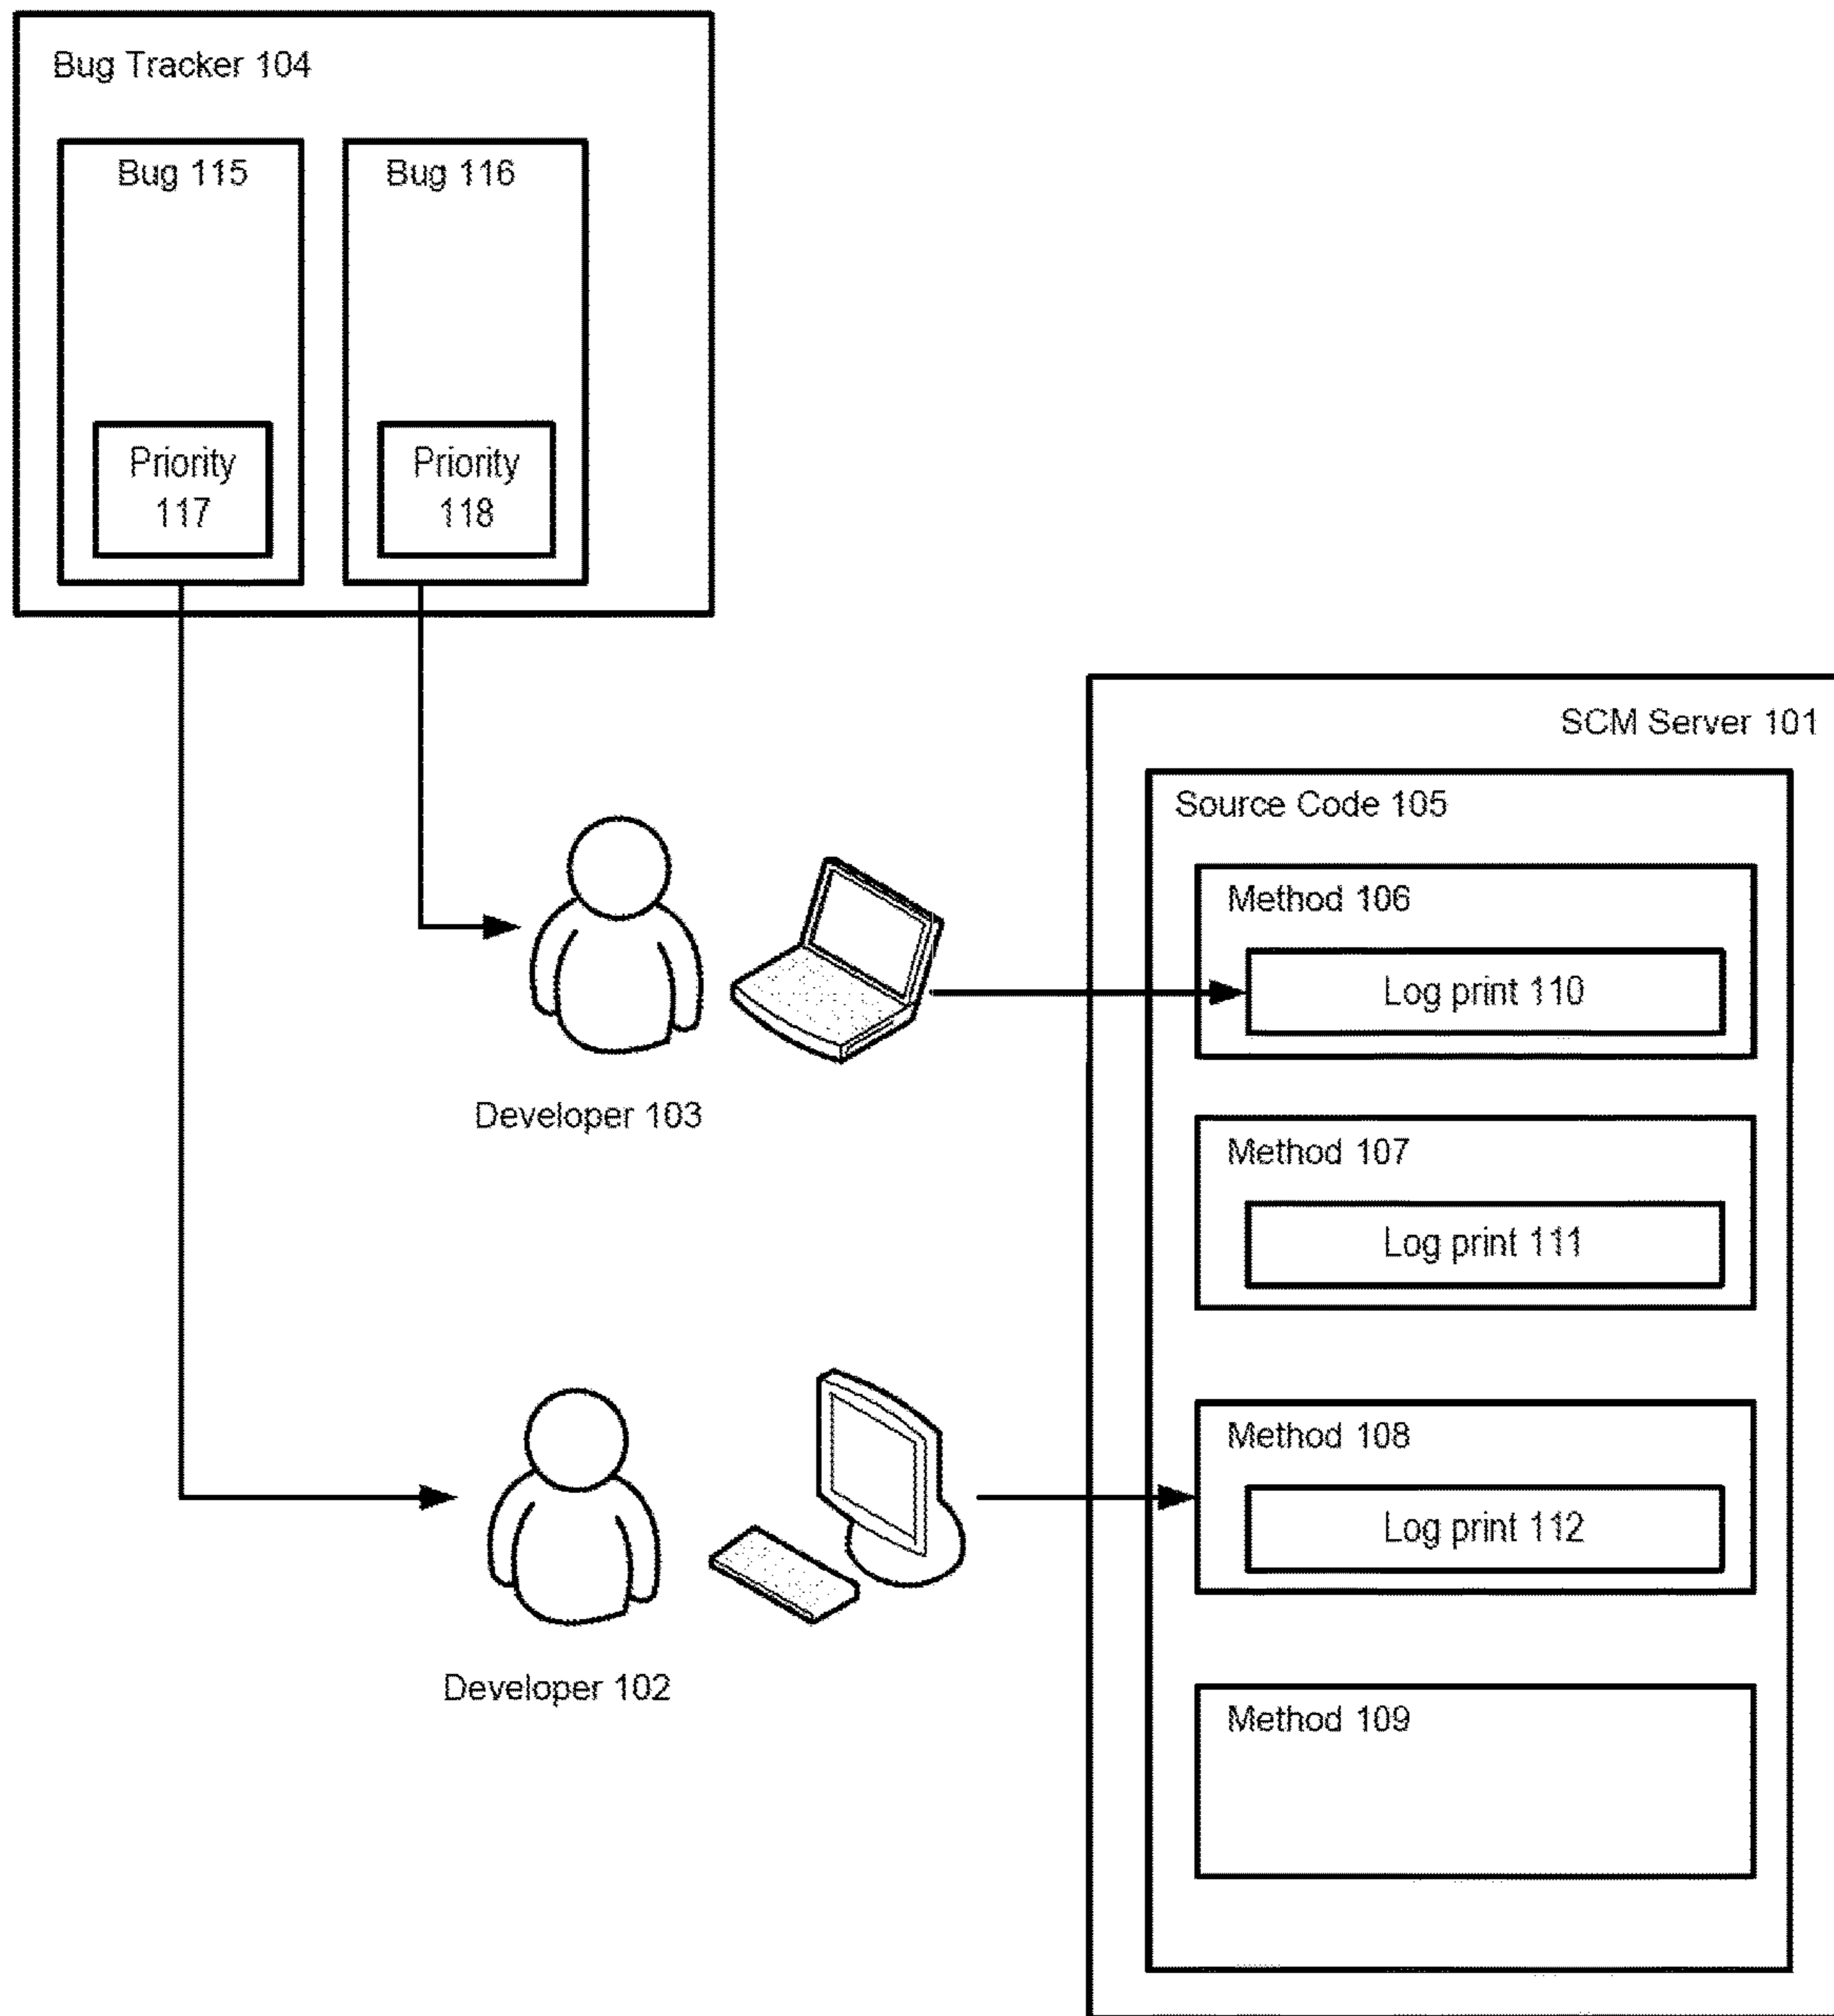 Bug Tracker 104
Bug 115
Bug 116
Priority
117
Priority
118
SCM Server 101
Source Code 105
Method 106
Log print 110
Developer 103
Method 107
Log print 111
Method 108
Log print 112
Developer 102
Method 109